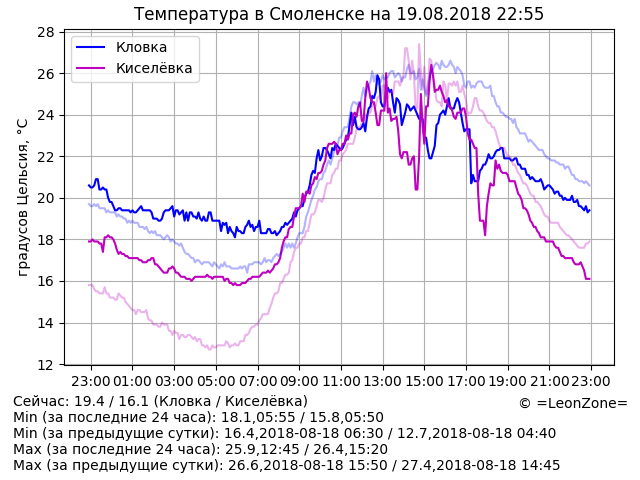 Температура в Смоленске на 19.08.2018 22:55
Кловка
Киселёвка
градусов Цельсия, °C
28
26
24
22
20
18
16
14
12
23:00 01:00 03:00 05:00 07:00 09:00 11:00 13:00 15:00 17:00 19:00 21:00 23:00
Сейчас: 19.4 / 16.1 (Кловка / Киселёвка)
© =LeonZone=
Min (за последние 24 часа): 18.1,05:55 / 15.8,05:50
Min (за предыдущие сутки): 16.4,2018-08-18 06:30 / 12.7,2018-08-18 04:40
Max (за последние 24 часа): 25.9,12:45 / 26.4,15:20
Max (за предыдущие сутки): 26.6,2018-08-18 15:50 / 27.4,2018-08-18 14:45